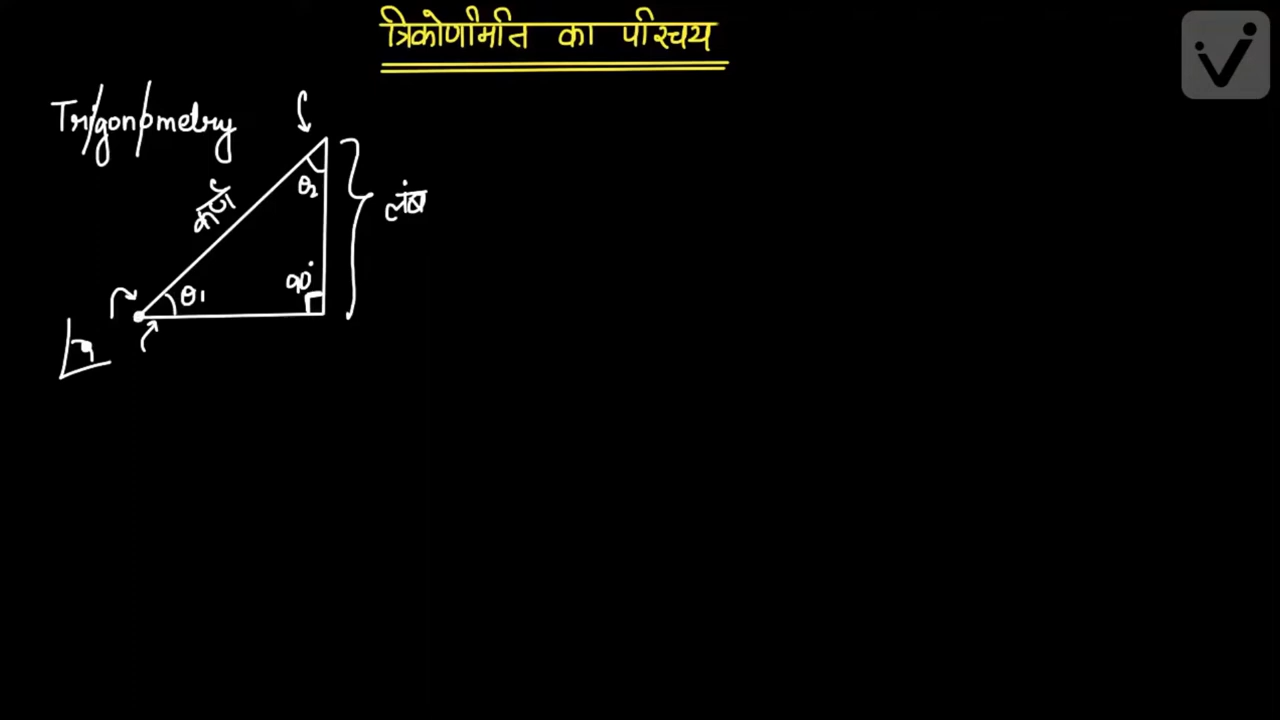 त्रिकोणमिति का परिचय
Trigonometry
कर्ण
θ2
लंब
90°
θ1